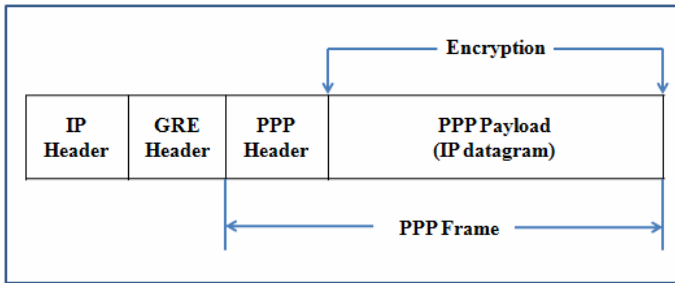 Encryption
IP
Header
GRE
Header
PPP
Header
PPP Payload
(IP datagram)
PPP Frame